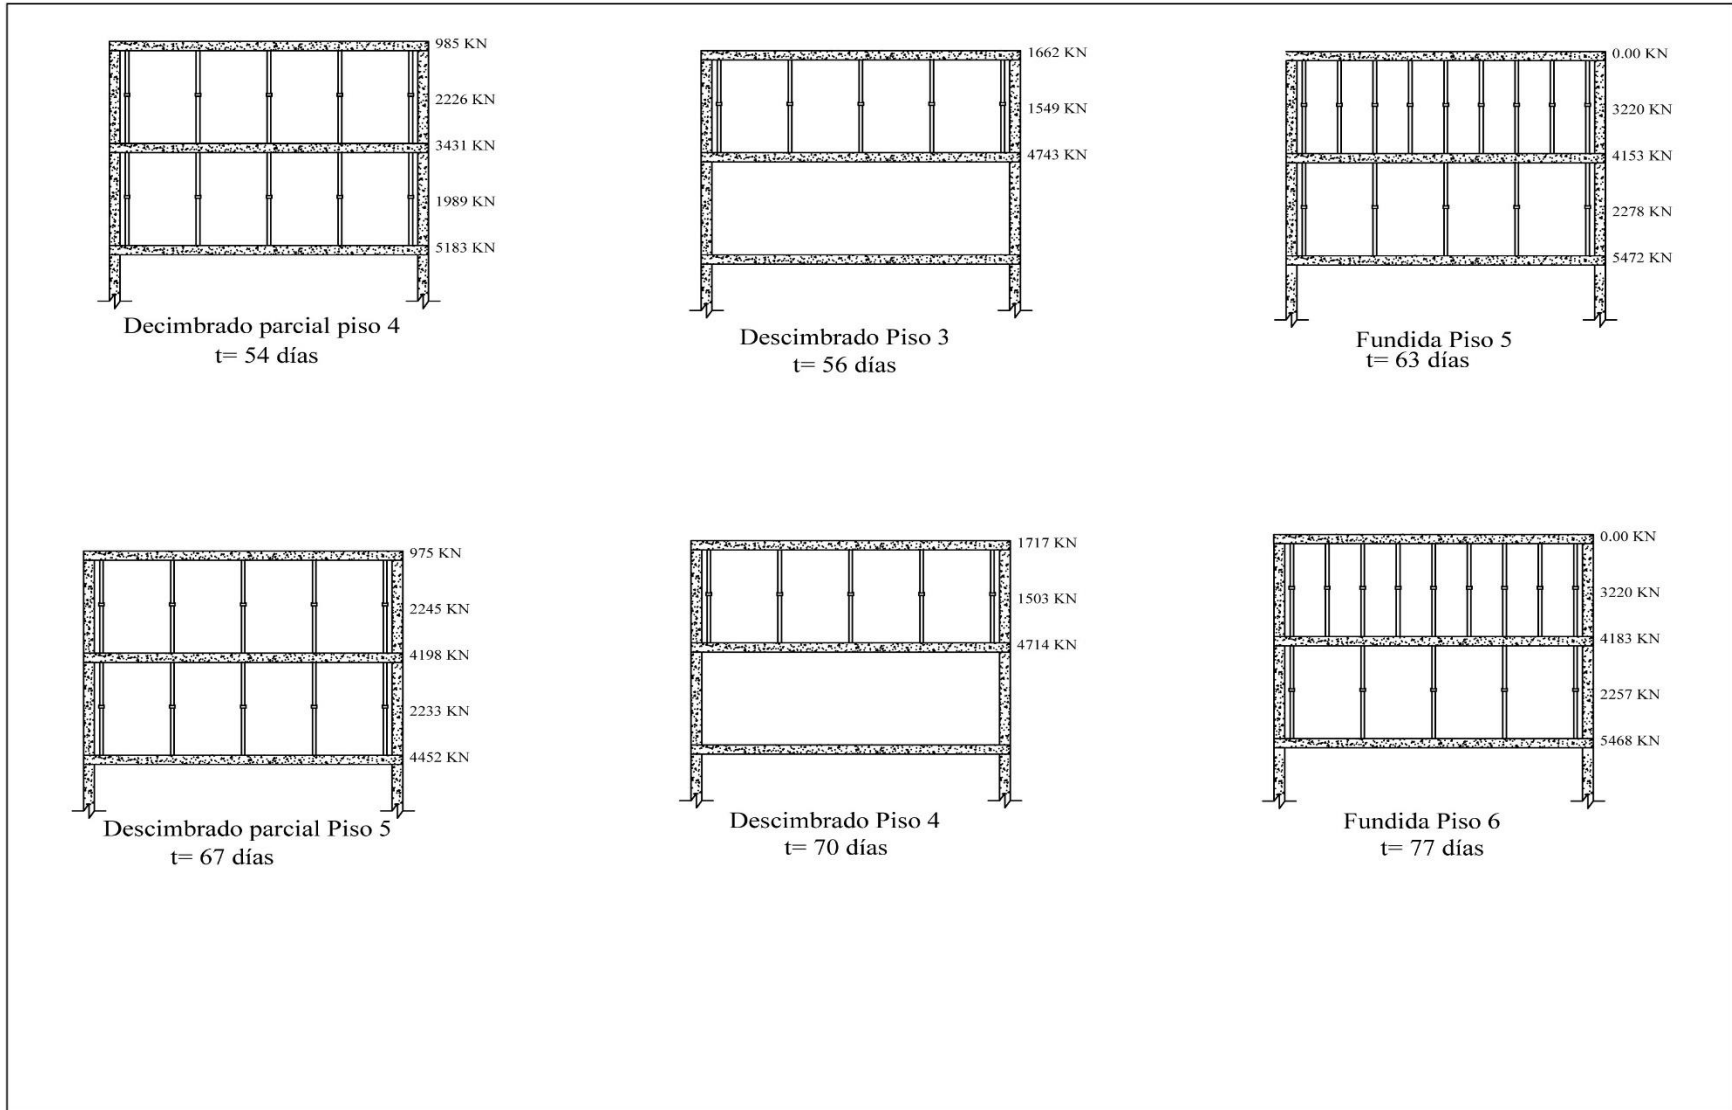 985 KN
2226 KN
3431 KN
1989 KN
5183 KN
Decimbrado parcial piso 4
t= 54 días
1662 KN
1549 KN
4743 KN
Descimbrado Piso 3
t= 56 días
0.00 KN
3220 KN
4153 KN
2278 KN
5472 KN
Fundida Piso 5
t= 63 días
975 KN
2245 KN
4198 KN
2233 KN
4452 KN
Descimbrado parcial Piso 5
t= 67 días
1717 KN
1503 KN
4714 KN
Descimbrado Piso 4
t= 70 días
0.00 KN
3220 KN
4183 KN
2257 KN
5468 KN
Fundida Piso 6
t= 77 días